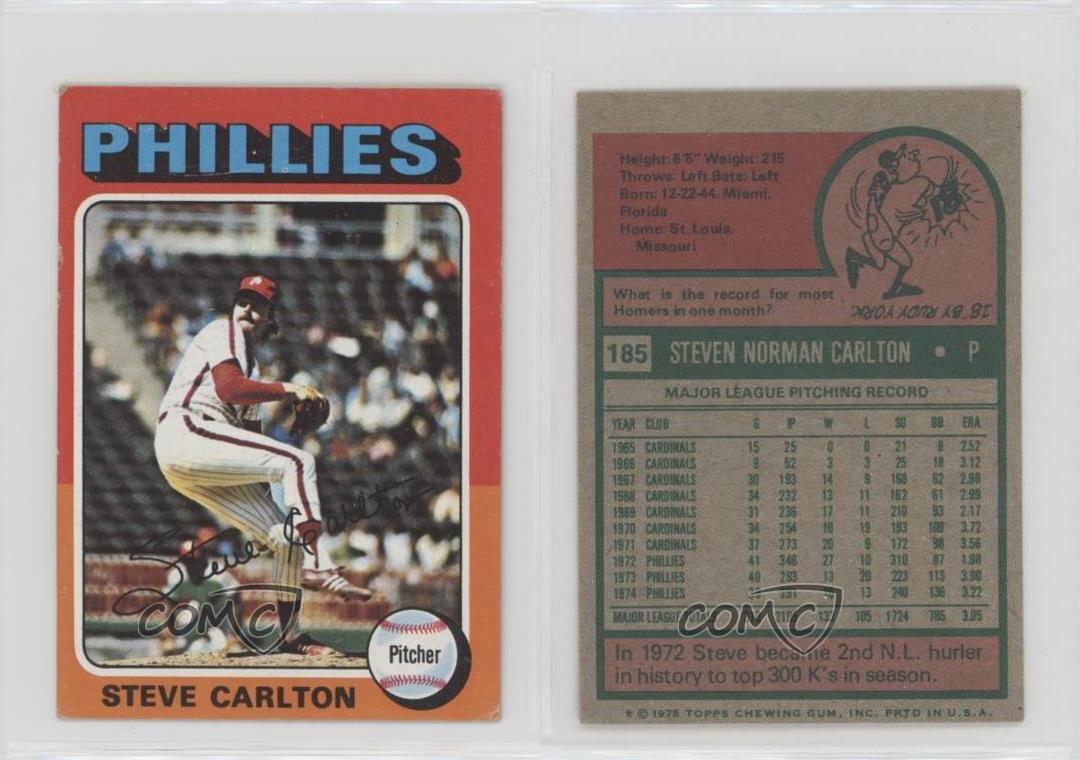 PHILLIES
Steve Carlton
Pitcher
STEVE CARLTON
COMC
Height: 6'5" Weight: 215
Throws: Left Bats: Left
Born: 12-22-44, Miami,
Florida
Home: St. Louis,
Missouri
What is the record for most
Homers in one month?
18" BY RUDY YORK.
185 STEVEN NORMAN CARLTON • P
MAJOR LEAGUE PITCHING RECORD
YEAR CLUB G IP W L SO BB ERA
1965 CARDINALS 15 25 0 0 21 8 2.52
1966 CARDINALS 9 52 3 3 25 18 3.12
1967 CARDINALS 30 193 14 9 168 62 2.98
1968 CARDINALS 34 232 13 11 162 61 2.99
1969 CARDINALS 31 236 17 11 210 93 2.17
1970 CARDINALS 34 254 10 19 193 109 3.72
1971 CARDINALS 37 273 20 9 172 98 3.56
1972 PHILLIES 41 346 27 10 310 87 1.98
1973 PHILLIES 40 293 13 20 223 113 3.90
1974 PHILLIES 291 13 240 136 3.22
MAJOR LEAGUE TOTALS 105 1724 785 3.05
COMC
In 1972 Steve became 2nd N.L. hurler
in history to top 300 K's in season.
* © 1975 TOPPS CHEWING GUM, INC. PRTD IN U.S.A.